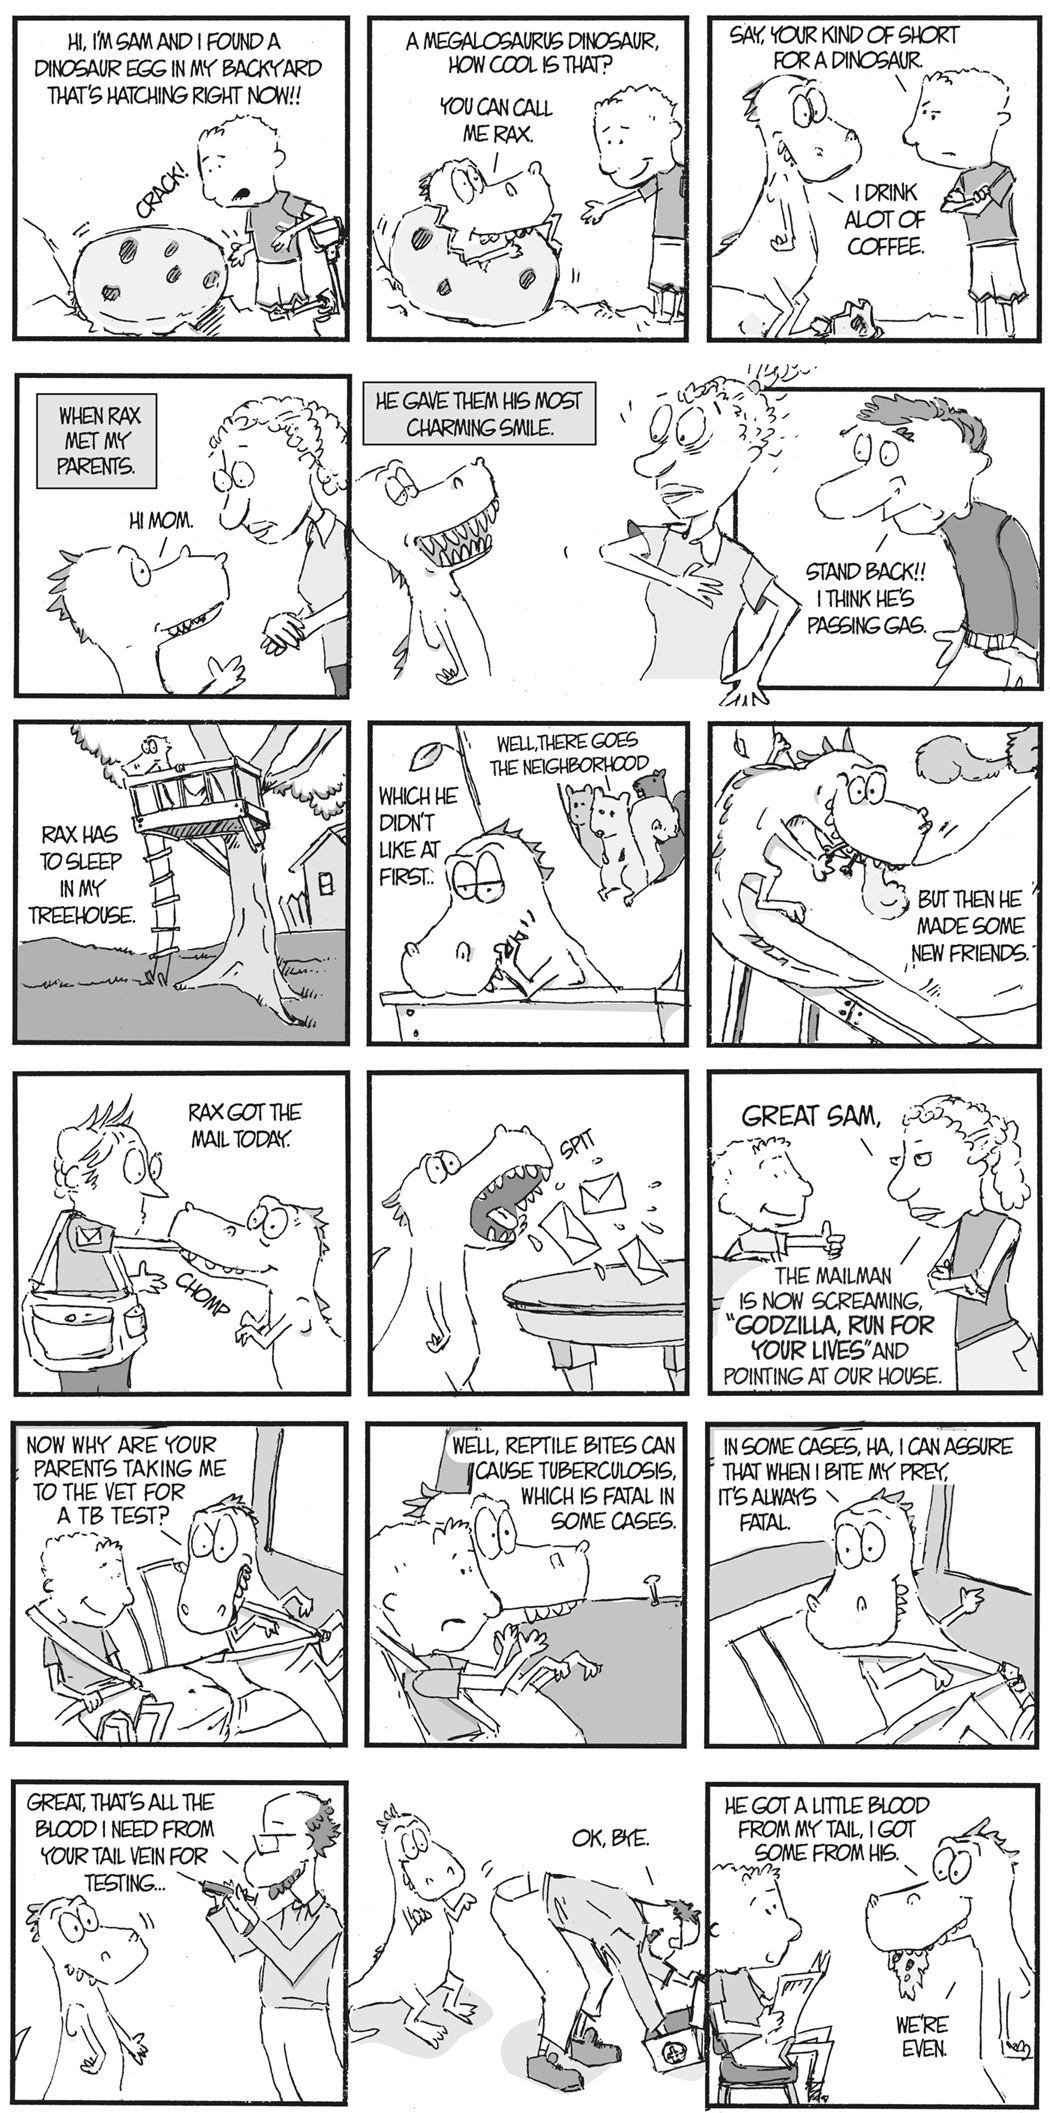 HI, I'M SAM AND I FOUND A
DINOSAUR EGG IN MY BACKYARD
THAT'S HATCHING RIGHT NOW!!
CRACK!
A MEGALOSAURUS DINOSAUR,
HOW COOL IS THAT?
YOU CAN CALL
ME RAX.
SAY, YOUR KIND OF SHORT
FOR A DINOSAUR.
I DRINK
ALOT OF
COFFEE.
WHEN RAX
MET MY
PARENTS.
HI MOM.
HE GAVE THEM HIS MOST
CHARMING SMILE.
STAND BACK!!
I THINK HE'S
PASSING GAS.
RAX HAS
TO SLEEP
IN MY
TREEHOUSE.
WELL,THERE GOES
THE NEIGHBORHOOD
WHICH HE
DIDN'T
LIKE AT
FIRST..
BUT THEN HE
MADE SOME
NEW FRIENDS.
RAX GOT THE
MAIL TODAY.
CHOMP
SPIT
GREAT SAM,
THE MAILMAN
IS NOW SCREAMING,
"GODZILLA, RUN FOR
YOUR LIVES" AND
POINTING AT OUR HOUSE.
NOW WHY ARE YOUR
PARENTS TAKING ME
TO THE VET FOR
A TB TEST?
WELL, REPTILE BITES CAN
CAUSE TUBERCULOSIS,
WHICH IS FATAL IN
SOME CASES.
IN SOME CASES, HA, I CAN ASSURE
THAT WHEN I BITE MY PREY,
IT'S ALWAYS
FATAL.
GREAT, THAT'S ALL THE
BLOOD I NEED FROM
YOUR TAIL VEIN FOR
TESTING...
OK, BYE.
HE GOT A LITTLE BLOOD
FROM MY TAIL, I GOT
SOME FROM HIS.
WE'RE
EVEN.